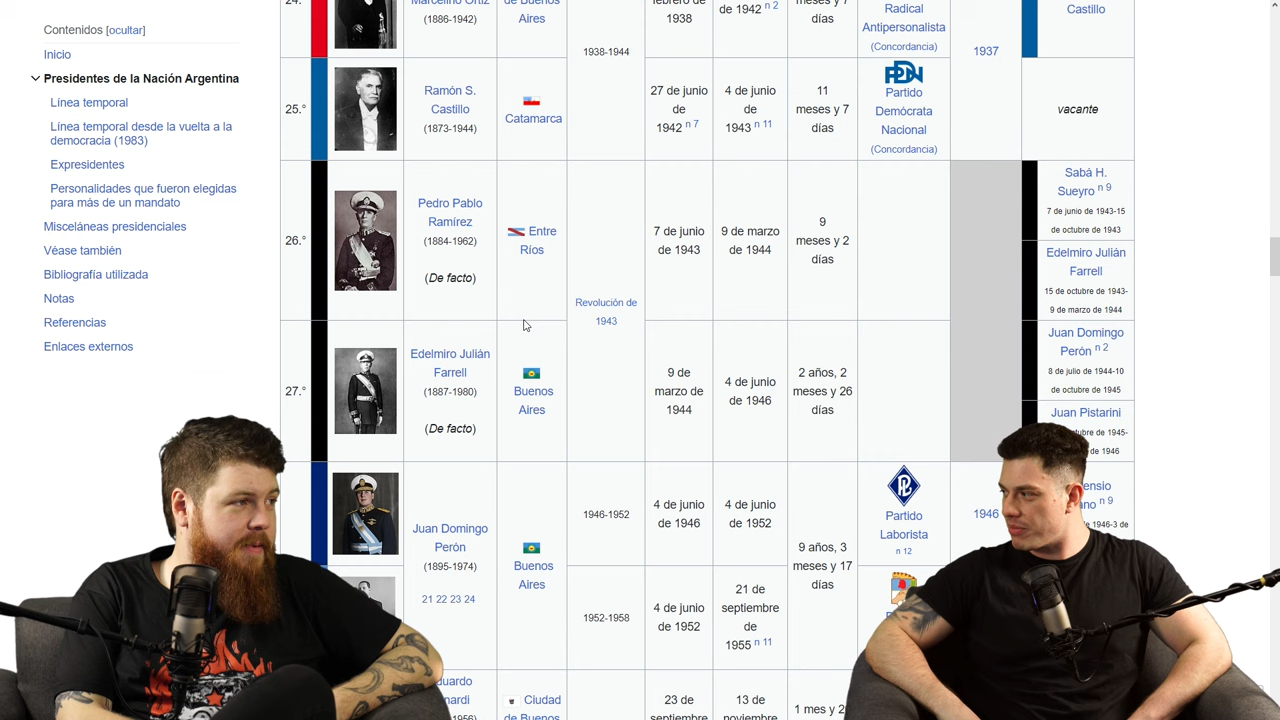 Contenidos [ocultar]
Inicio
Presidentes de la Nación Argentina
Línea temporal
Línea temporal desde la vuelta a la
democracia (1983)
Expresidentes
Personalidades que fueron elegidas
para más de un mandato
Misceláneas presidenciales
Véase también
Bibliografía utilizada
Notas
Referencias
Enlaces externos
24.°
Marcelino Ortiz
(1886-1942)
de Buenos
Aires
1938-1944
febrero de
1938
de 1942 n 2
meses y 7
días
Radical
Antipersonalista
(Concordancia)
1937
Castillo
25.°
Ramón S.
Castillo
(1873-1944)
Catamarca
27 de junio
de
1942 n 7
4 de junio
de
1943 n 11
11
meses y 7
días
PDN
Partido
Demócrata
Nacional
(Concordancia)
vacante
26.°
Pedro Pablo
Ramírez
(1884-1962)
(De facto)
Entre
Ríos
Revolución de
1943
7 de junio
de 1943
9 de marzo
de 1944
9
meses y 2
días
Sabá H.
Sueyro n 9
7 de junio de 1943-15
de octubre de 1943
Edelmiro Julián
Farrell
15 de octubre de 1943-
9 de marzo de 1944
27.°
Edelmiro Julián
Farrell
(1887-1980)
(De facto)
Buenos
Aires
9 de
marzo de
1944
4 de junio
de 1946
2 años, 2
meses y 26
días
Juan Domingo
Perón n 2
8 de julio de 1944-10
de octubre de 1945
Juan Pistarini
de 1945-
de 1946
Juan Domingo
Perón
(1895-1974)
21 22 23 24
Buenos
Aires
1946-1952
4 de junio
de 1946
4 de junio
de 1952
9 años, 3
meses y 17
días
Partido
Laborista
n 12
1946
n 9
de 1946-3 de
1952-1958
4 de junio
de 1952
21 de
septiembre
de
1955 n 11
Ciudad
de Buenos
23 de
septiembre
13 de
noviembre
1 mes y